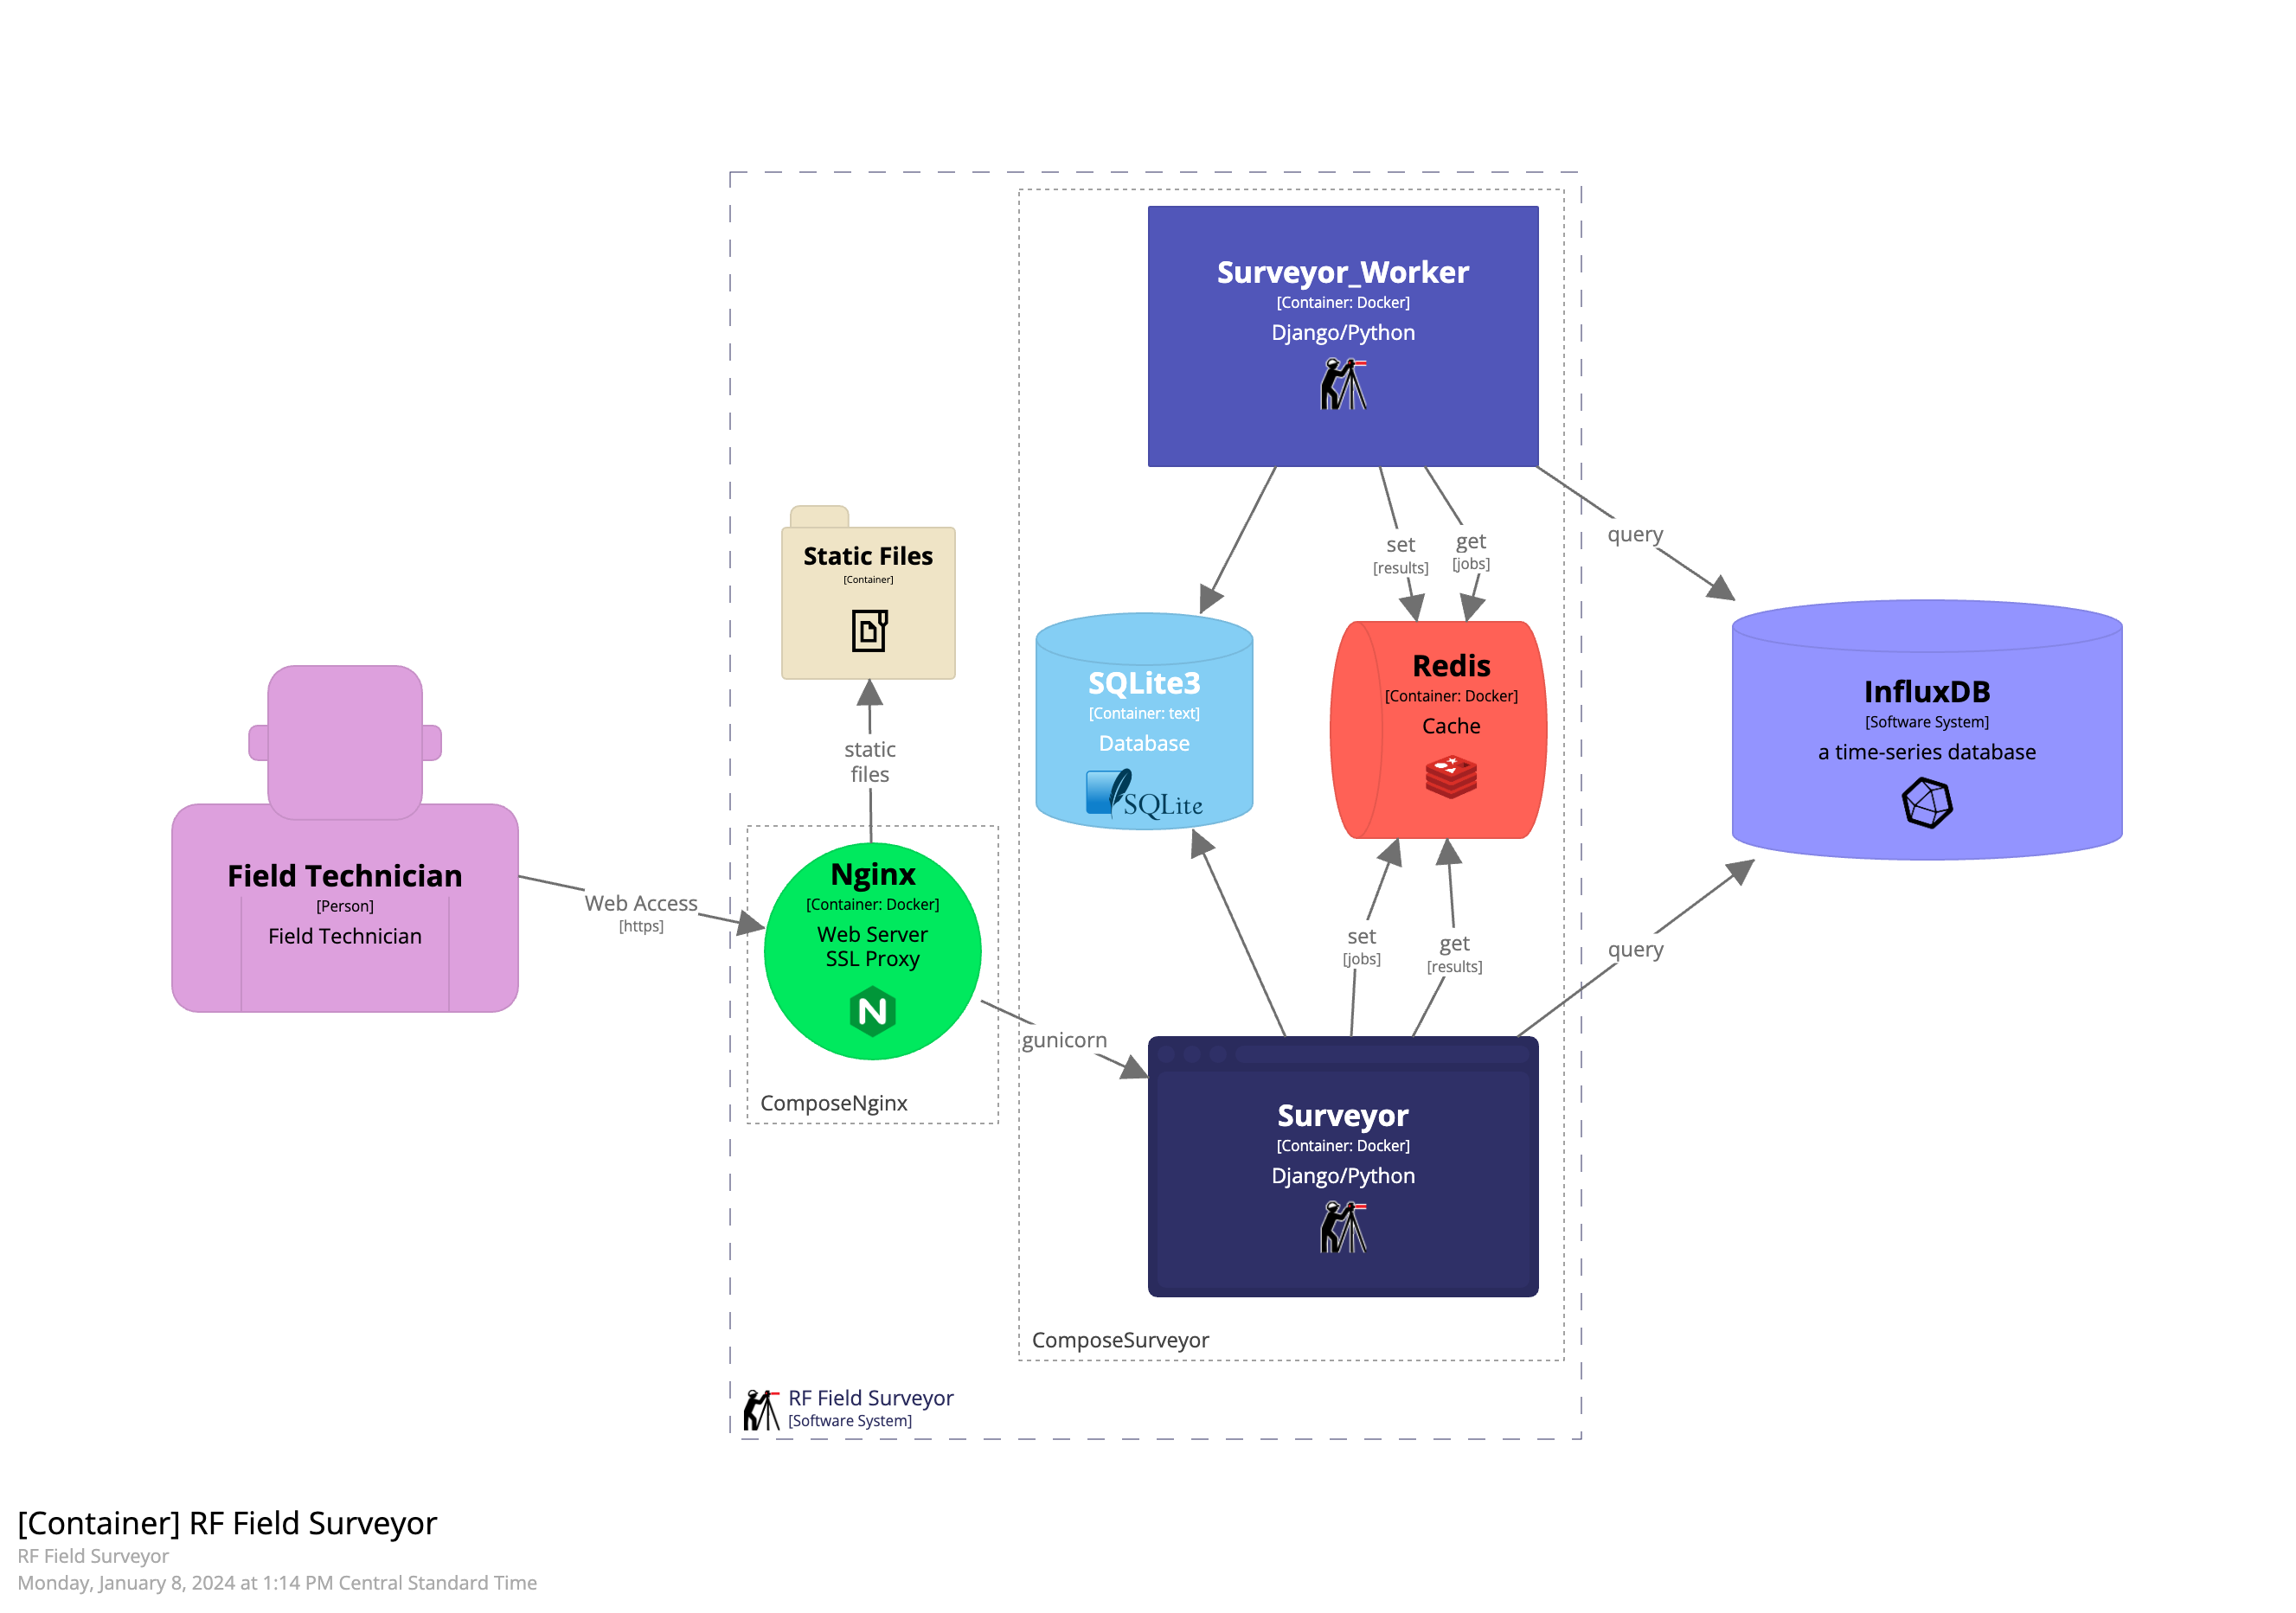 Surveyor_Worker
[Container: Docker]
Django/Python
Static Files
[Container]
set
[results]
get
[jobs]
query
static
files
SQLite3
[Container: text]
Database
SQLite
Redis
[Container: Docker]
Cache
InfluxDB
[Software System]
a time-series database
Field Technician
[Person]
Field Technician
Web Access
[https]
Nginx
[Container: Docker]
Web Server
SSL Proxy
N
ComposeNginx
gunicorn
set
[jobs]
get
[results]
query
Surveyor
[Container: Docker]
Django/Python
ComposeSurveyor
RF Field Surveyor
[Software System]
[Container] RF Field Surveyor
RF Field Surveyor
Monday, January 8, 2024 at 1:14 PM Central Standard Time